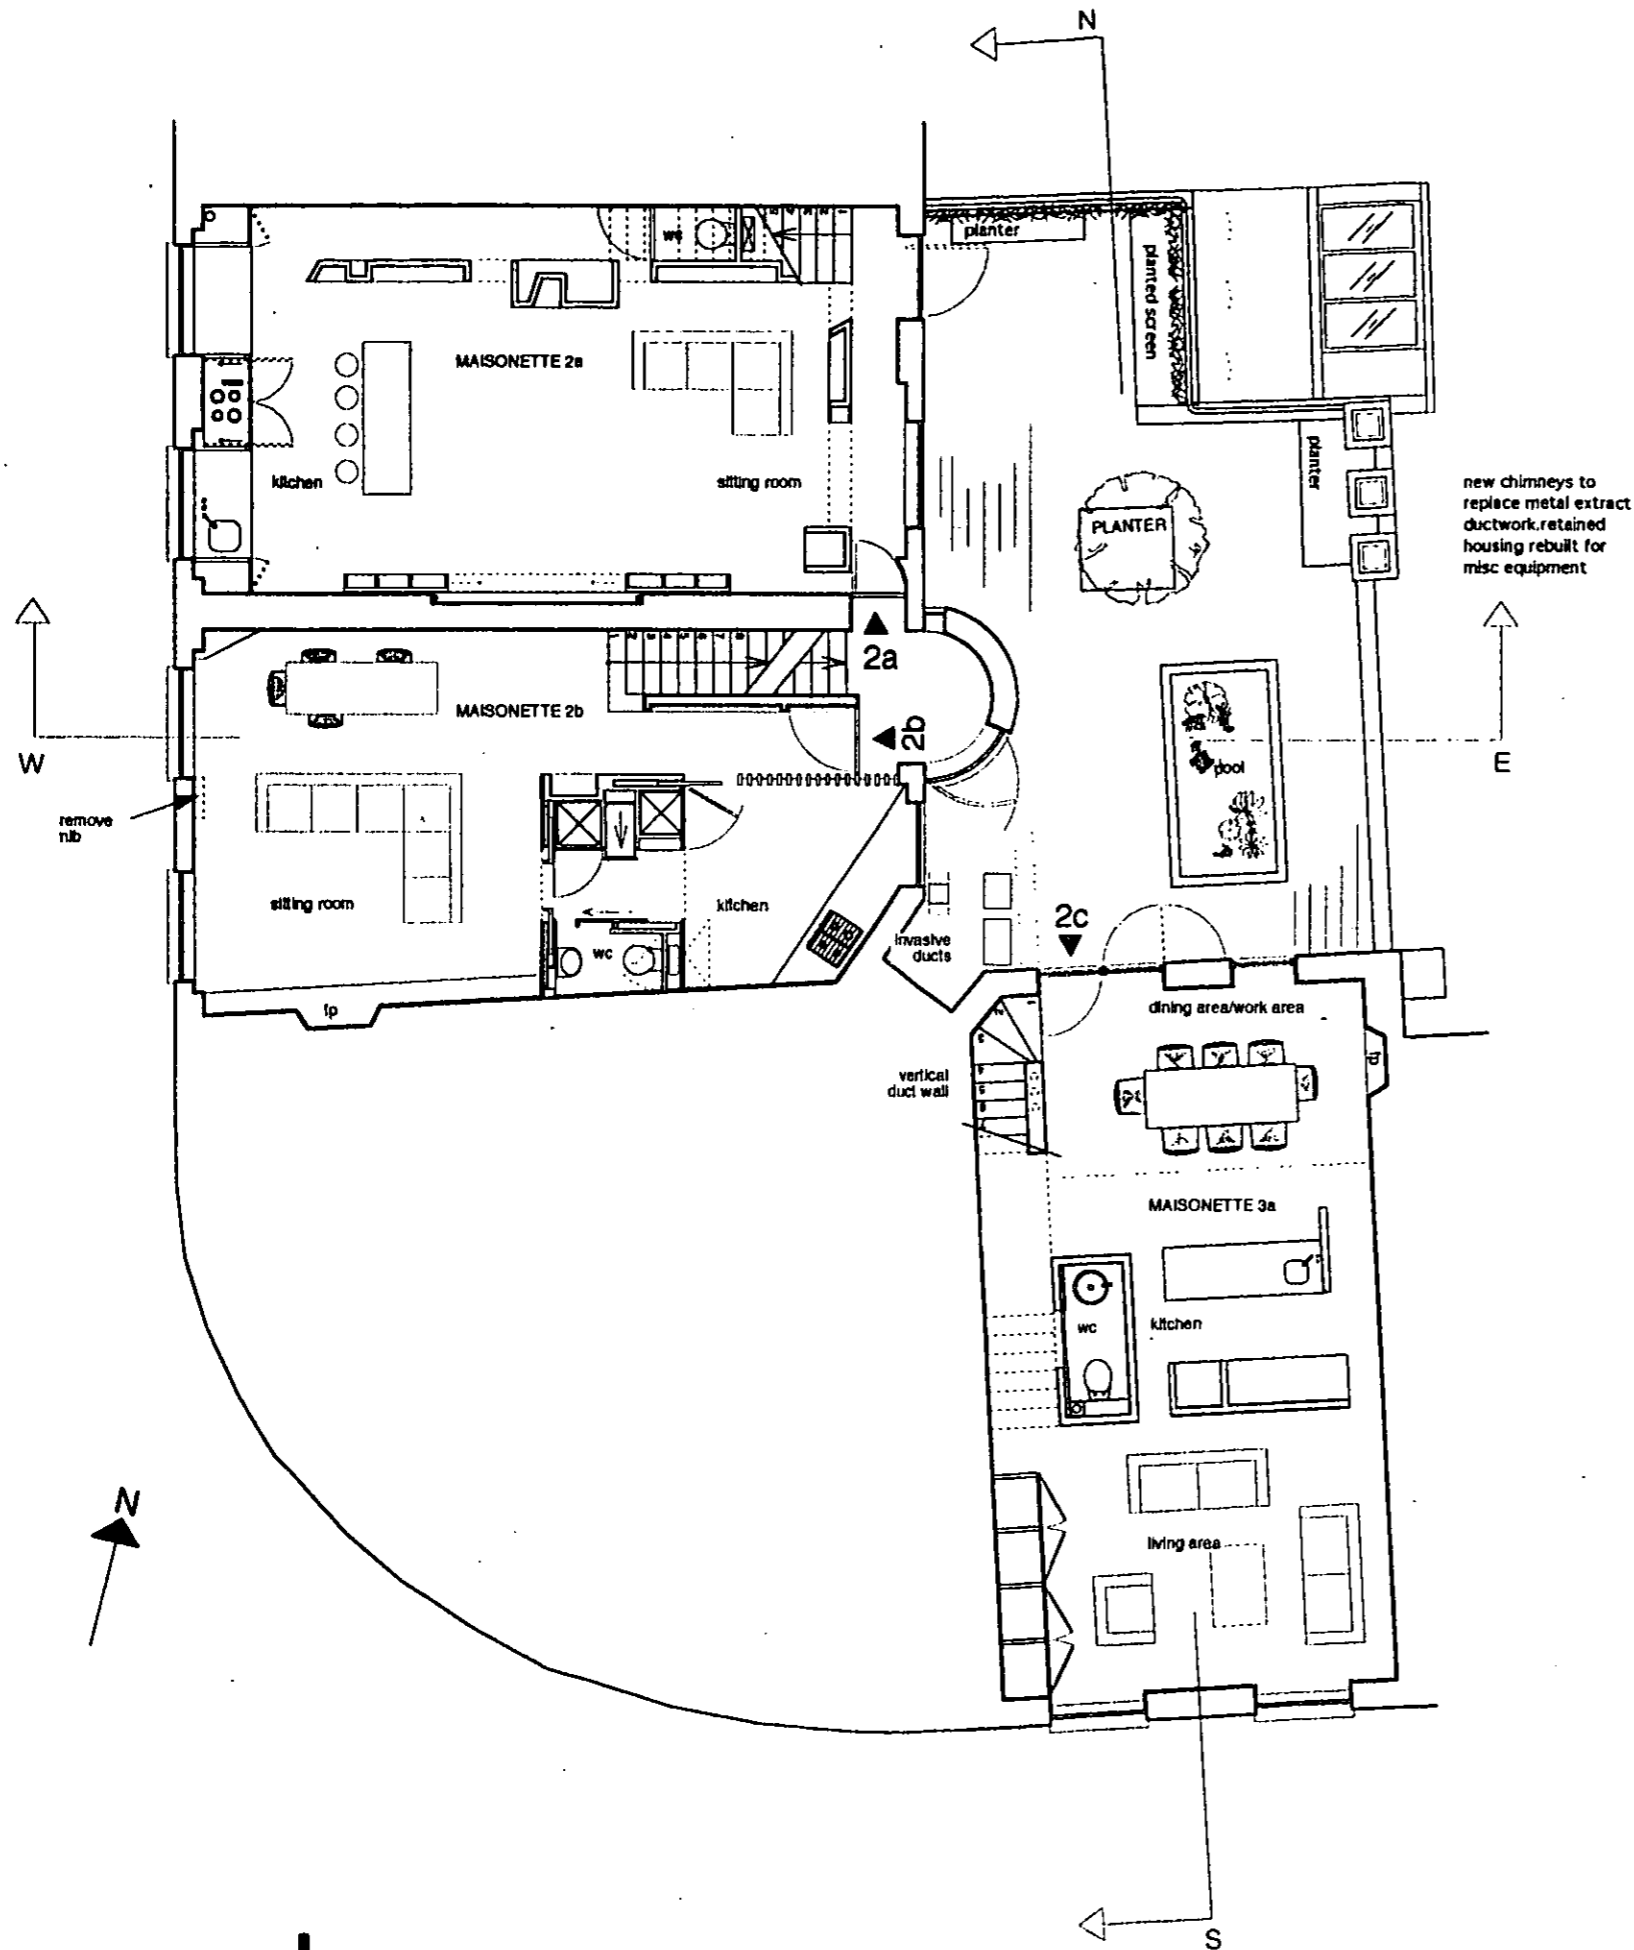 N
planter
wc
planted screen
MAISONETTE 2a
kitchen
sitting room
planter
PLANTER
new chimneys to
replace metal extract
ductwork.retained
housing rebuilt for
misc equipment
2a
MAISONETTE 2b
2b
W
E
pool
remove
nib
sitting room
kitchen
wc
invasive
ducts
2c
fp
dining area/work area
fp
vertical
duct wall
MAISONETTE 3a
wc
kitchen
N
living area
S